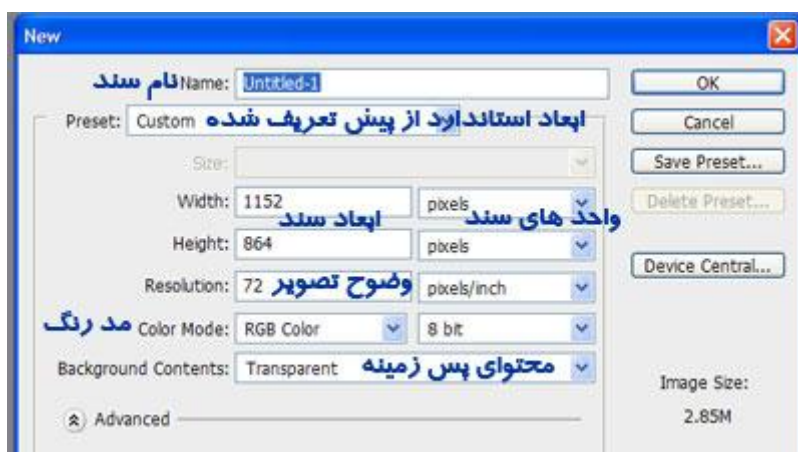 New
نام سند Name: Untitled-1
OK
Preset: Custom ابعاد استاندارد از پیش تعریف شده
Cancel
Size:
Save Preset...
Width: 1152 pixels
Delete Preset...
ابعاد سند واحد های سند
Height: 864 pixels
Device Central...
Resolution: 72 وضوح تصویر pixels/inch
مد رنگ Color Mode: RGB Color 8 bit
Background Contents: Transparent محتوای پس زمینه
Image Size:
Advanced
2.85M